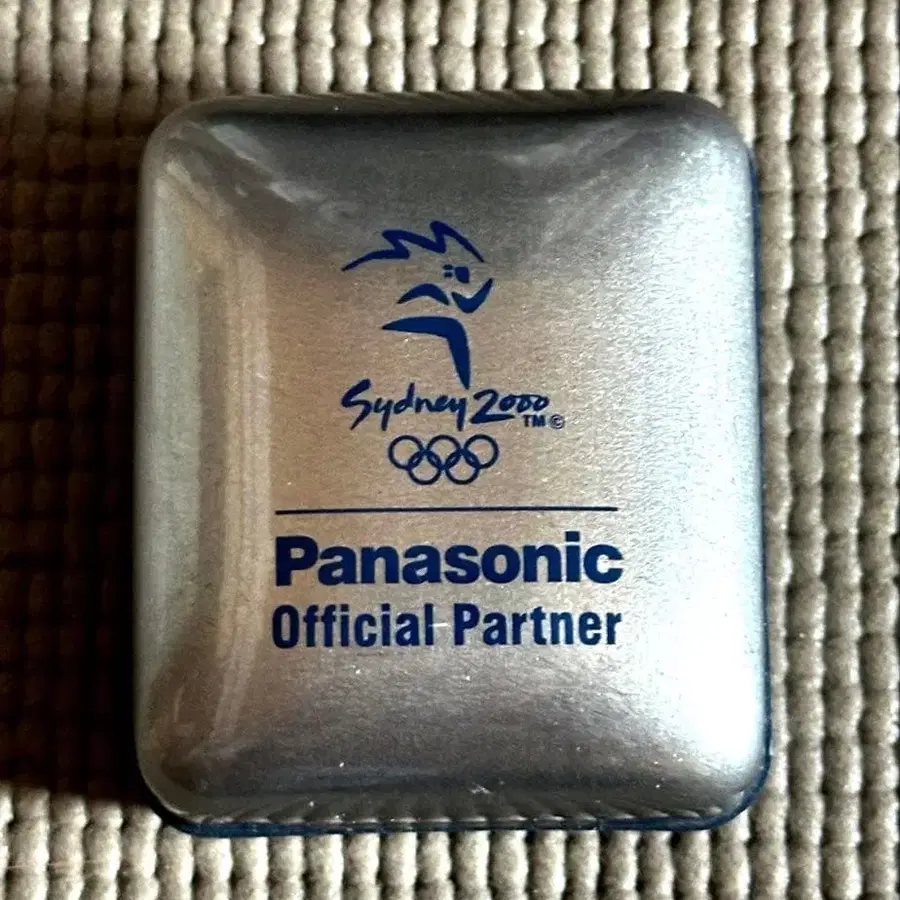 Sydney 2000
TM©
Panasonic
Official Partner